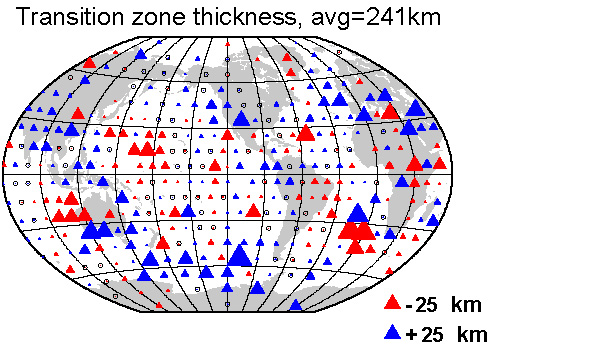 Transition zone thickness, avg=241km
-25 km
+25 km